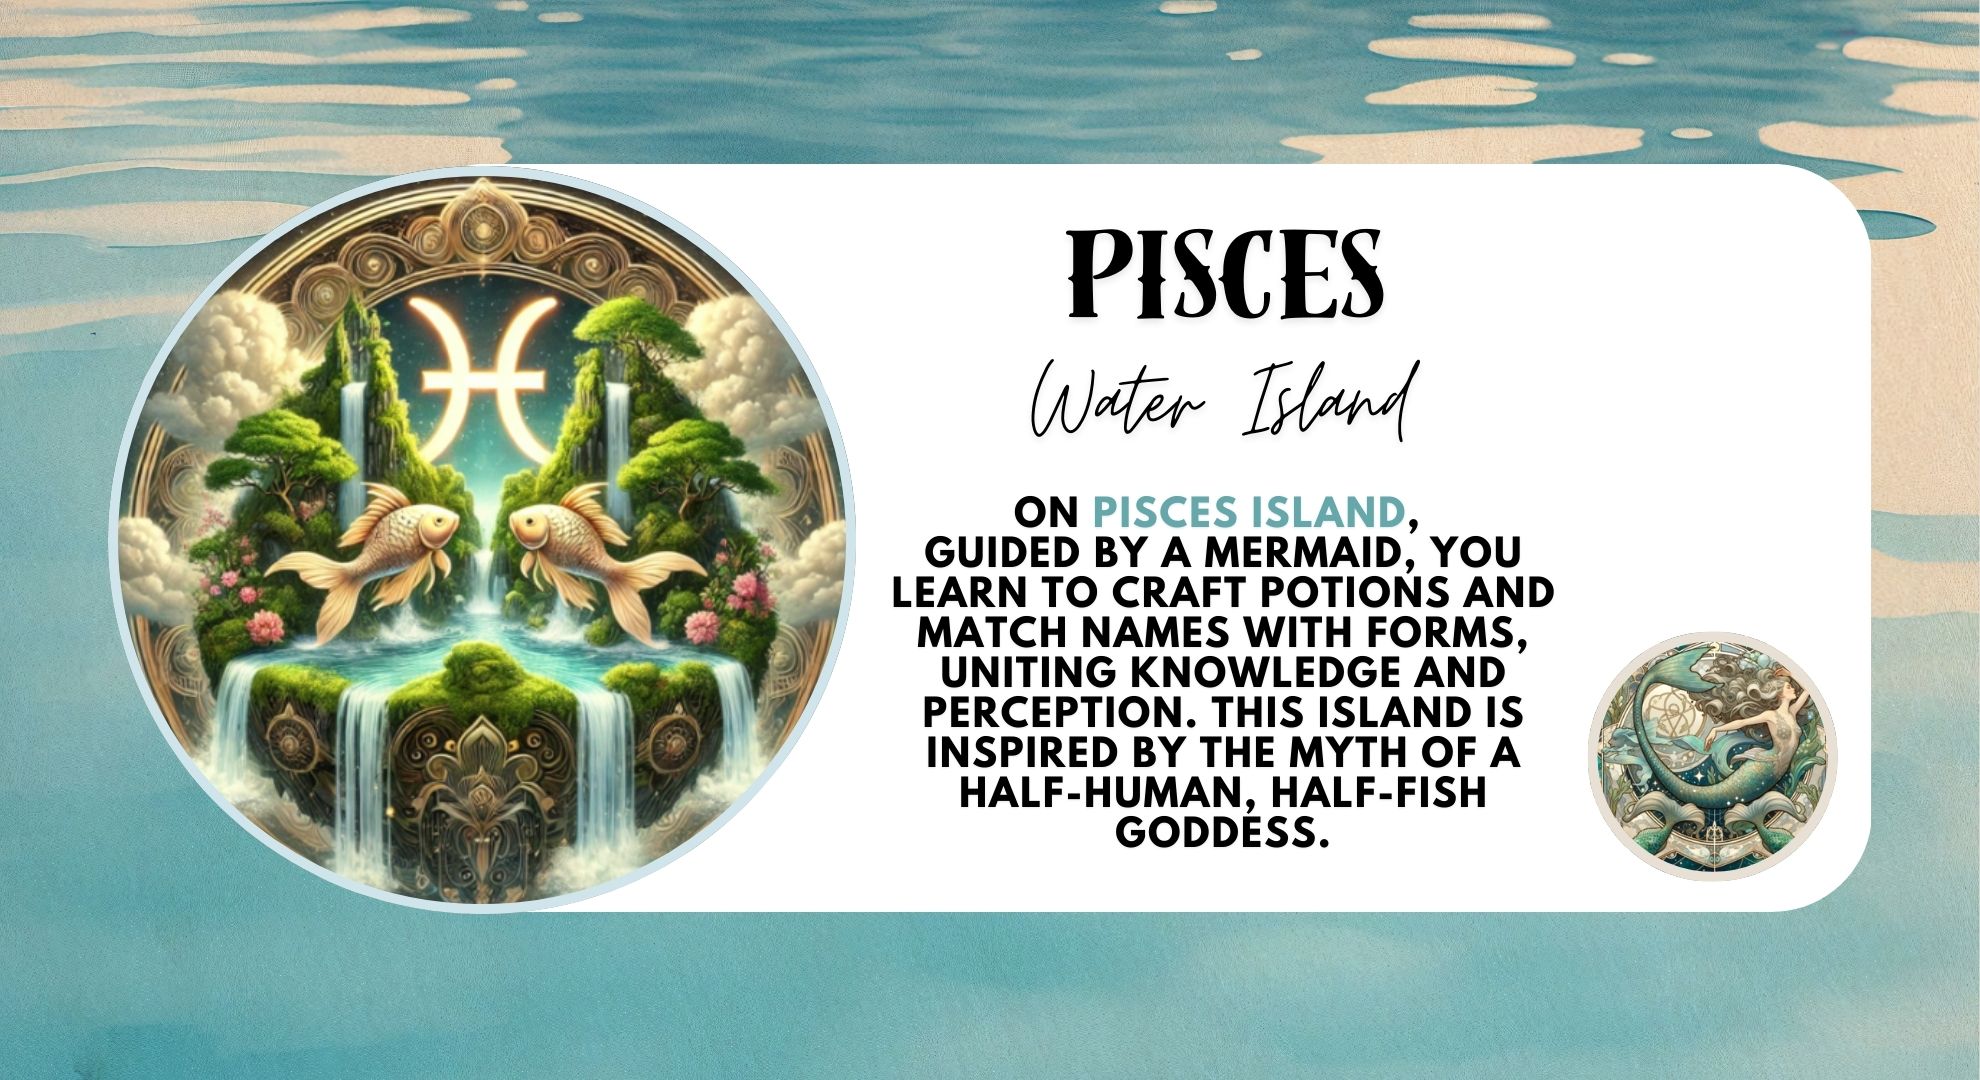 PISCES
Water Island
ON PISCES ISLAND,
GUIDED BY A MERMAID, YOU
LEARN TO CRAFT POTIONS AND
MATCH NAMES WITH FORMS,
UNITING KNOWLEDGE AND
PERCEPTION. THIS ISLAND IS
INSPIRED BY THE MYTH OF A
HALF-HUMAN, HALF-FISH
GODDESS.